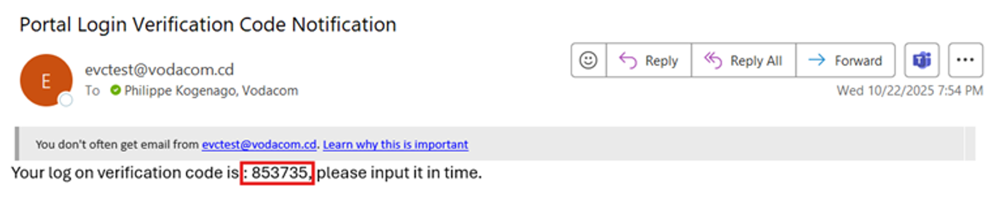 Portal Login Verification Code Notification
E
evctest@vodacom.cd
To Philippe Kogenago, Vodacom
Reply
Reply All
Forward
Wed 10/22/2025 7:54 PM
You don't often get email from evctest@vodacom.cd. Learn why this is important
Your log on verification code is : 853735, please input it in time.